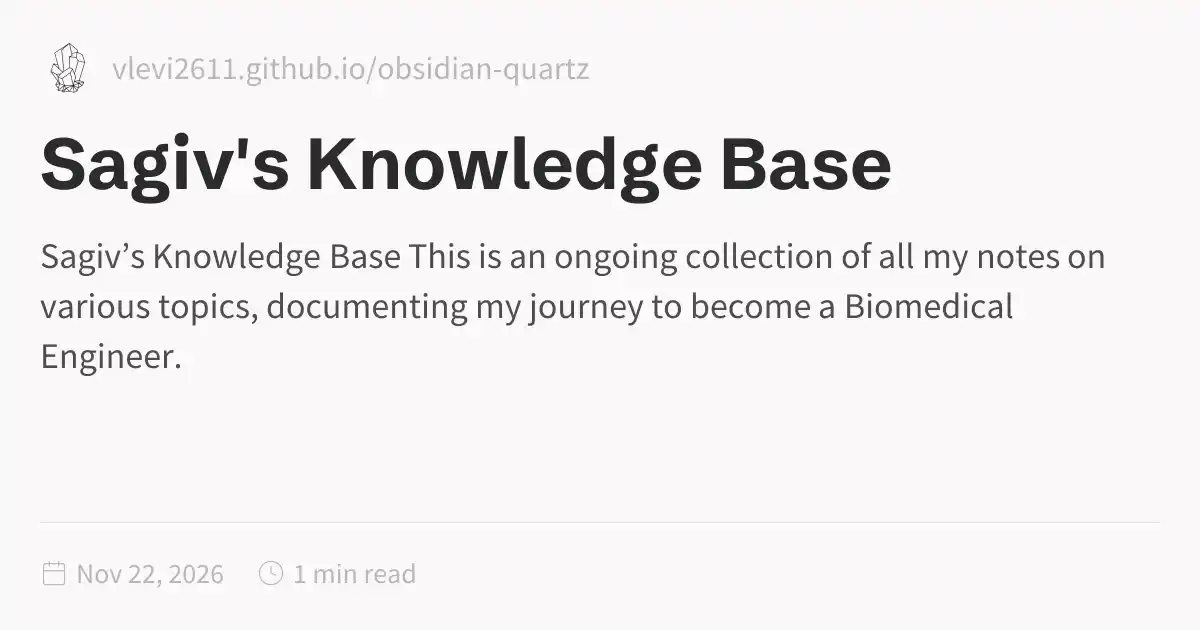 vlevi2611.github.io/obsidian-quartz
Sagiv's Knowledge Base
Sagiv’s Knowledge Base This is an ongoing collection of all my notes on
various topics, documenting my journey to become a Biomedical
Engineer.
Nov 22, 2026 1 min read